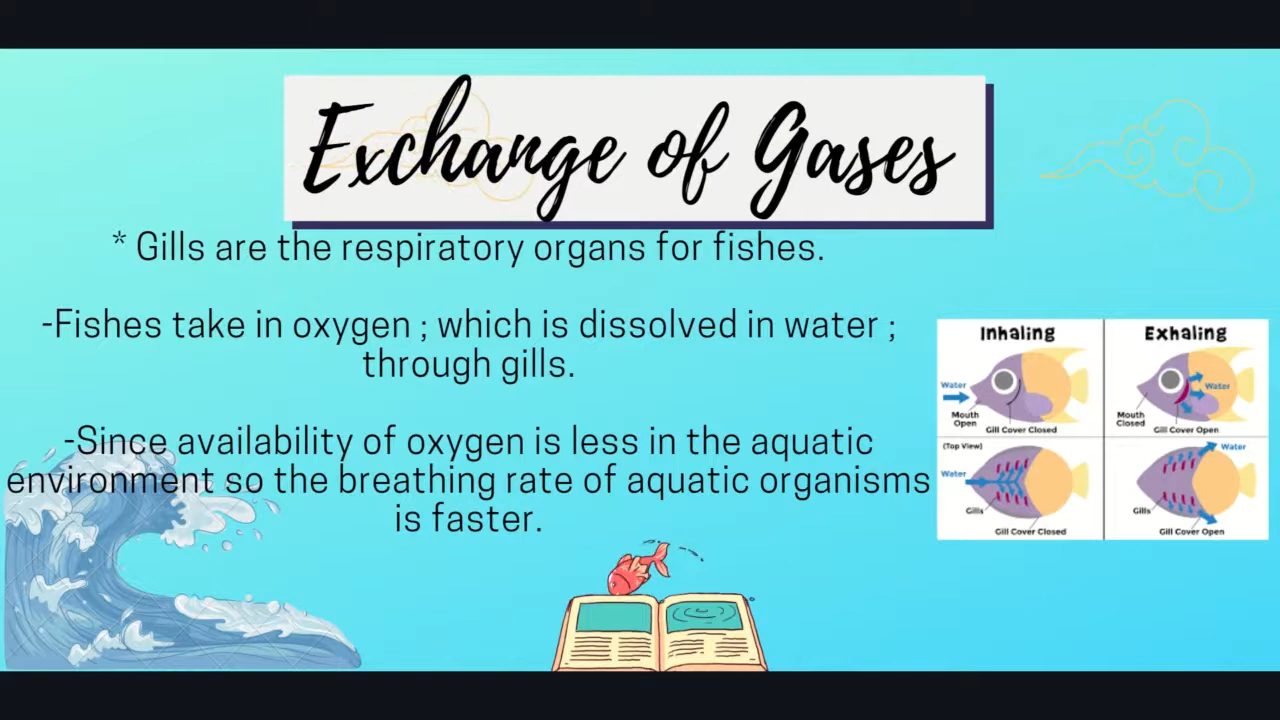 Exchange of Gases
* Gills are the respiratory organs for fishes.
-Fishes take in oxygen ; which is dissolved in water ;
through gills.
-Since availability of oxygen is less in the aquatic
environment so the breathing rate of aquatic organisms
is faster.
Inhaling
Water
Mouth
Open
Gill Cover Closed
Exhaling
Water
Mouth
Closed
Gill Cover Open
(Top View)
Water
Gills
Gill Cover Closed
Water
Gills
Gill Cover Open